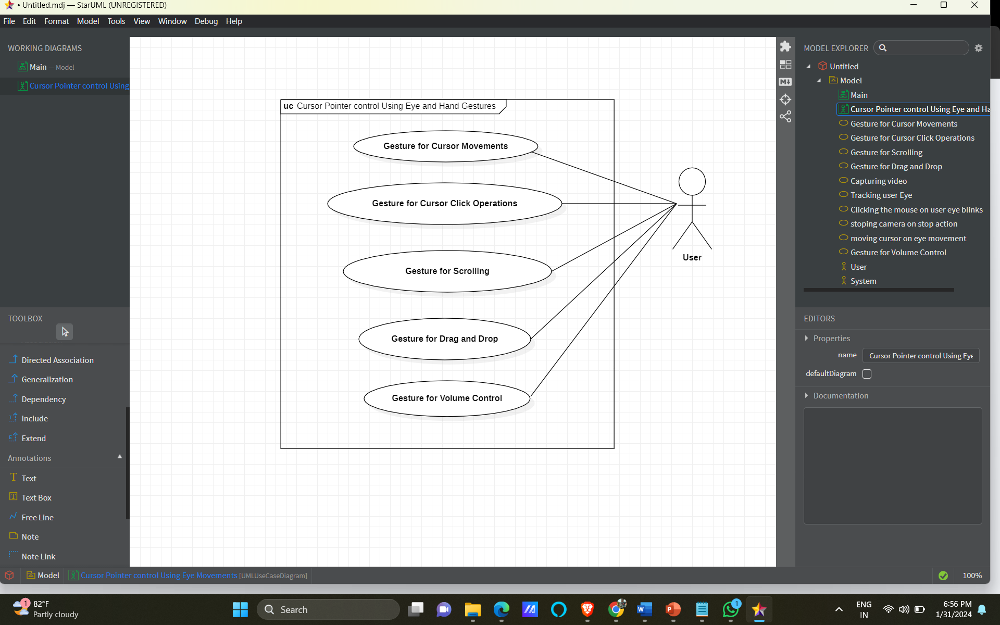 • Untitled.mdj — StarUML (UNREGISTERED)
File Edit Format Model Tools View Window Debug Help
WORKING DIAGRAMS
Main — Model
Cursor Pointer control Using
TOOLBOX
Directed Association
Generalization
Dependency
Include
Extend
Annotations
Text
Text Box
Free Line
Note
Note Link
uc Cursor Pointer control Using Eye and Hand Gestures
Gesture for Cursor Movements
Gesture for Cursor Click Operations
Gesture for Scrolling
Gesture for Drag and Drop
Gesture for Volume Control
User
MODEL EXPLORER
Untitled
Model
Main
Cursor Pointer control Using Eye and Ha
Gesture for Cursor Movements
Gesture for Cursor Click Operations
Gesture for Scrolling
Gesture for Drag and Drop
Capturing video
Tracking user Eye
Clicking the mouse on user eye blinks
stoping camera on stop action
moving cursor on eye movement
Gesture for Volume Control
User
System
EDITORS
Properties
name Cursor Pointer control Using Eye
defaultDiagram
Documentation
Model Cursor Pointer control Using Eye Movements [UMLUseCaseDiagram]
100%
1 82°F
Partly cloudy
Search
1
ENG
IN
6:56 PM
1/31/2024